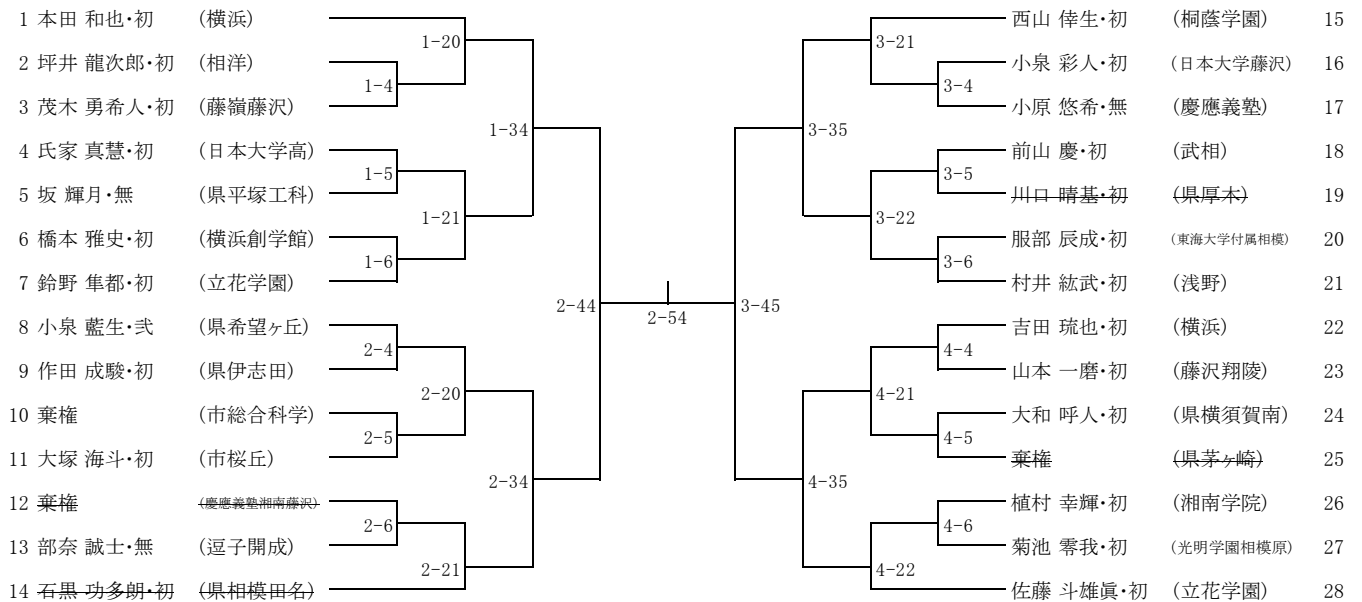 1 本田 和也・初 (横浜)
2 坪井 龍次郎・初 (相洋)
3 茂木 勇希人・初 (藤嶺藤沢)
4 氏家 真慧・初 (日本大学高)
5 坂 輝月・無 (県平塚工科)
6 橋本 雅史・初 (横浜創学館)
7 鈴野 隼都・初 (立花学園)
8 小泉 藍生・弐 (県希望ヶ丘)
9 作田 成駿・初 (県伊志田)
10 棄権 (市総合科学)
11 大塚 海斗・初 (市桜丘)
12 棄権 (慶應義塾湘南藤沢)
13 部奈 誠士・無 (逗子開成)
14 石黒 功多朗・初 (県相模田名)
1-20
1-4
1-34
1-5
1-21
1-6
2-44
2-4
2-20
2-5
2-34
2-6
2-21
2-54
3-21
3-4
3-35
3-5
3-22
3-6
3-45
4-4
4-21
4-5
4-35
4-6
4-22
西山 倖生・初 (桐蔭学園) 15
小泉 彩人・初 (日本大学藤沢) 16
小原 悠希・無 (慶應義塾) 17
前山 慶・初 (武相) 18
川口 晴基・初 (県厚木) 19
服部 辰成・初 (東海大学付属相模) 20
村井 紘武・初 (浅野) 21
吉田 琉也・初 (横浜) 22
山本 一磨・初 (藤沢翔陵) 23
大和 呼人・初 (県横須賀南) 24
棄権 (県茅ヶ崎) 25
植村 幸輝・初 (湘南学院) 26
菊池 零我・初 (光明学園相模原) 27
佐藤 斗雄眞・初 (立花学園) 28